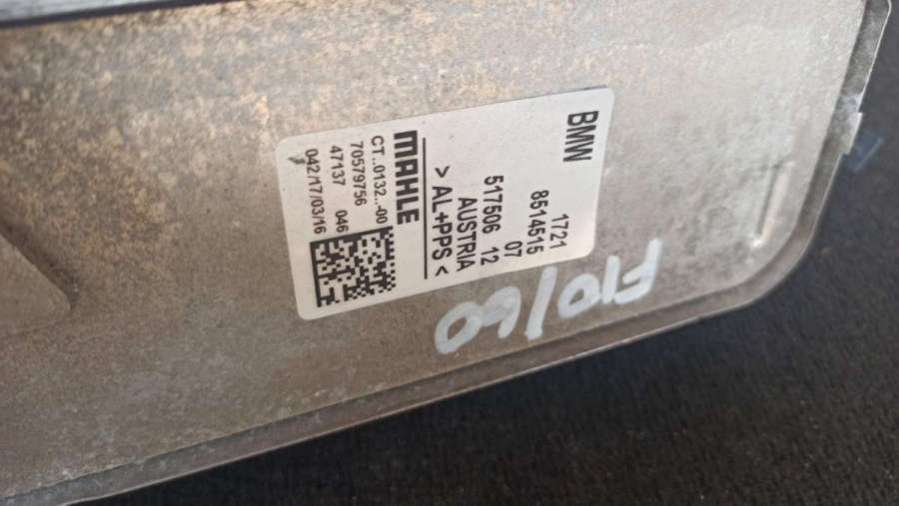 BMW
1721
8514515
07
517506 12
AUSTRIA
> AL+PPS <
MAHLE
CT..0132..-00
70579756
47137 046
042/17/03/16
F10/60